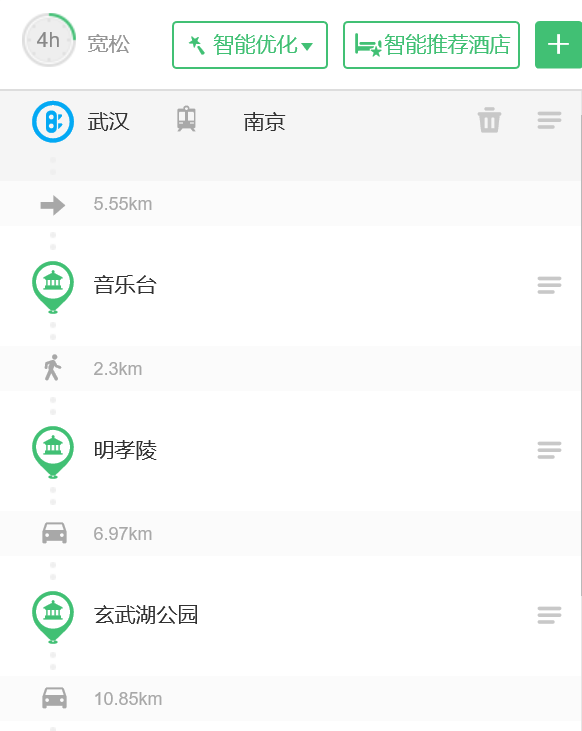 4h 宽松 智能优化 智能推荐酒店
武汉 南京
5.55km
音乐台
2.3km
明孝陵
6.97km
玄武湖公园
10.85km